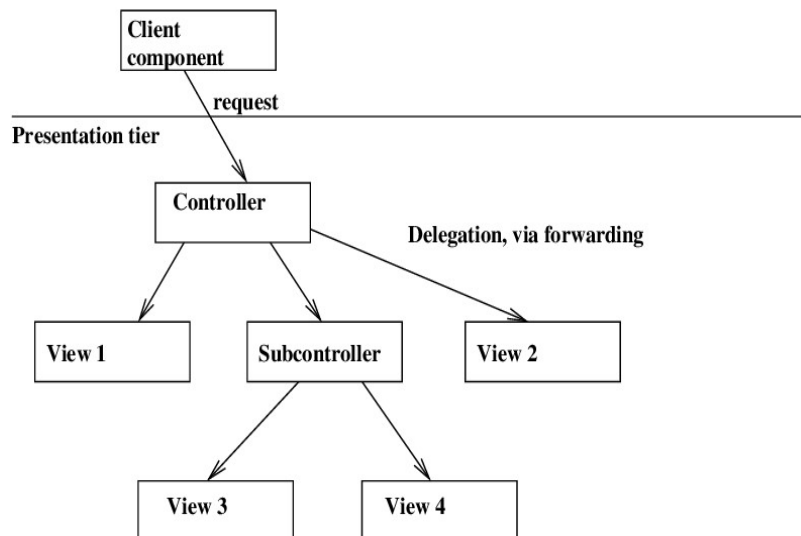 Client
component
request
Presentation tier
Controller
Delegation, via forwarding
View 1
Subcontroller
View 2
View 3
View 4